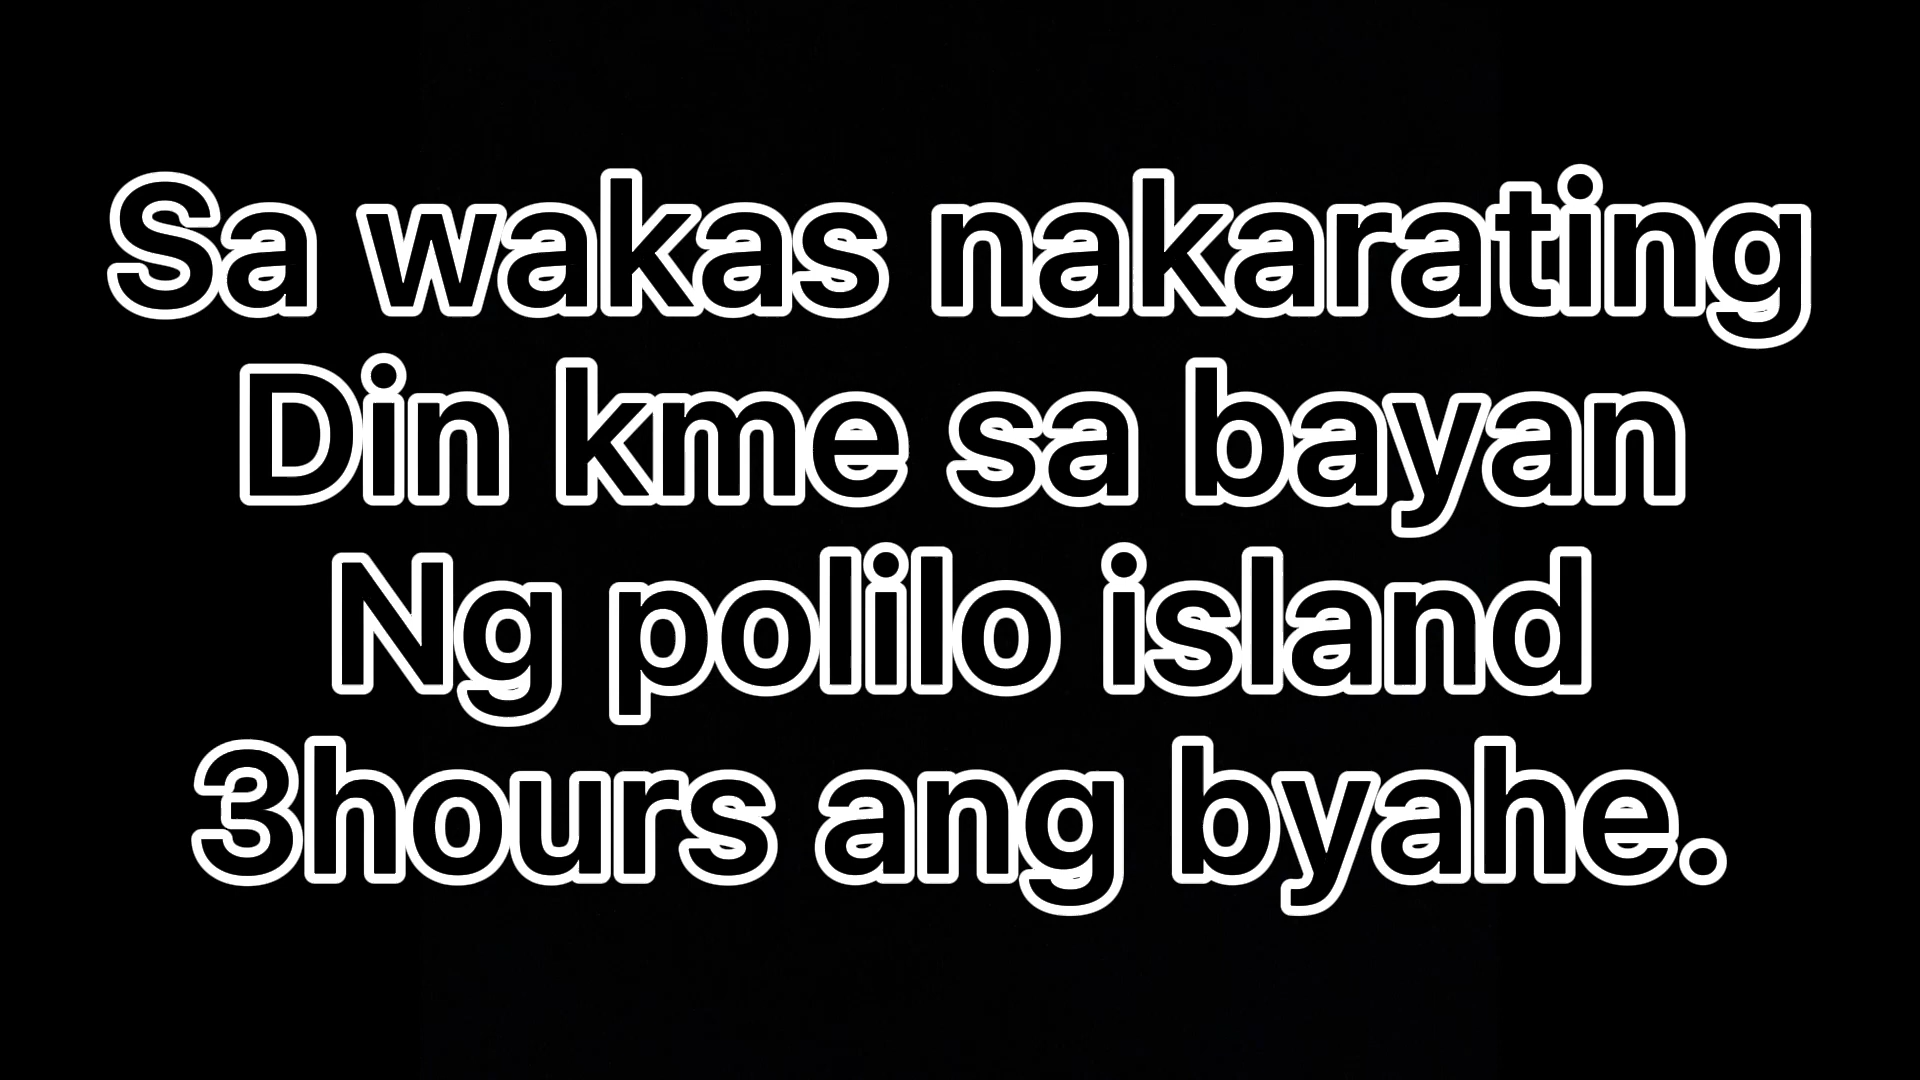 Sa wakas nakarating
Din kme sa bayan
Ng polilo island
3hours ang byahe.